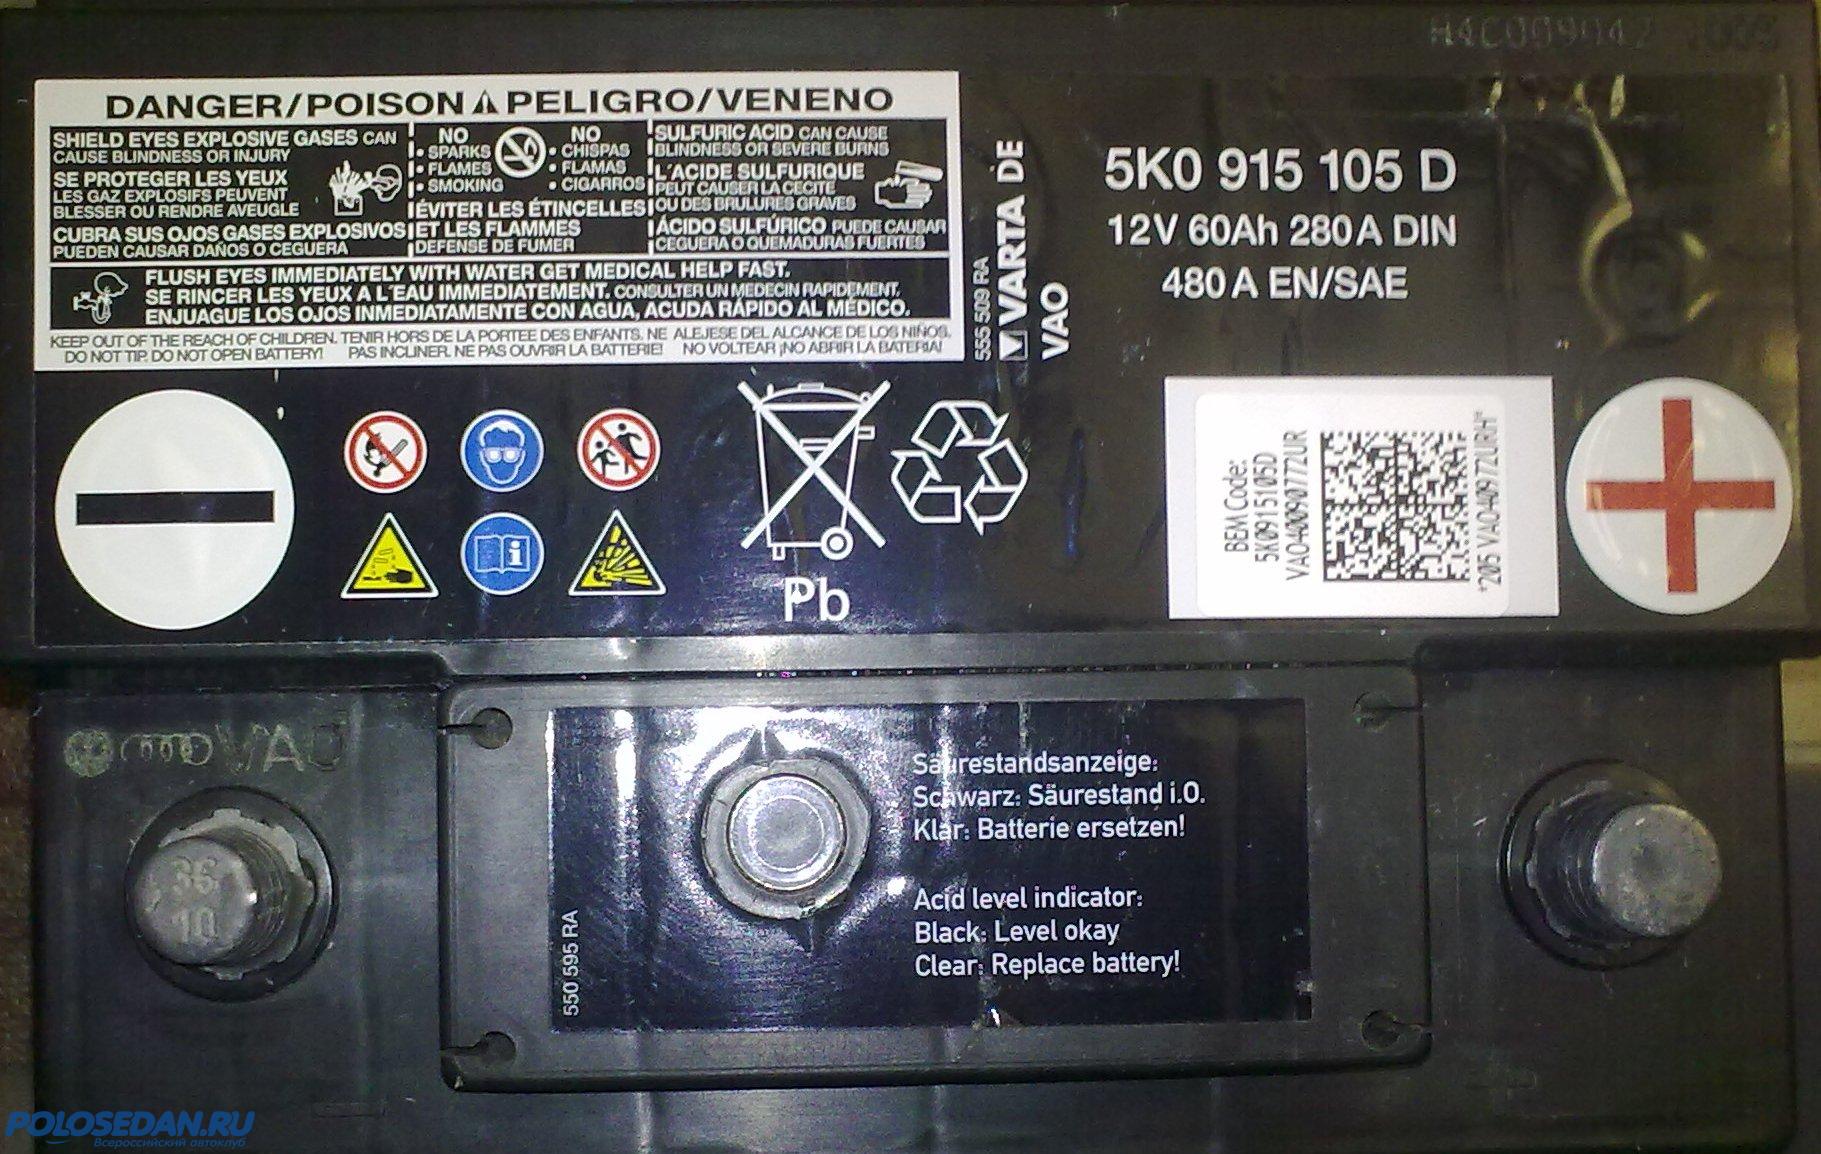 H4C009042
DANGER/POISON PELIGRO/VENENO
SHIELD EYES EXPLOSIVE GASES CAN
CAUSE BLINDNESS OR INJURY
SE PROTEGER LES YEUX
LES GAZ EXPLOSIFS PEUVENT
BLESSER OU RENDRE AVEUGLE
CUBRA SUS OJOS GASES EXPLOSIVOS
PUEDEN CAUSAR DAÑOS O CEGUERA
NO
• SPARKS
• FLAMES
• SMOKING
NO
• CHISPAS
• FLAMAS
• CIGARROS
ÉVITER LES ÉTINCELLES
ET LES FLAMMES
DEFENSE DE FUMER
SULFURIC ACID CAN CAUSE
BLINDNESS OR SEVERE BURNS
L'ACIDE SULFURIQUE
PEUT CAUSER LA CECITE
OU DES BRULURES GRAVES
ÁCIDO SULFÚRICO PUEDE CAUSAR
CEGUERA O QUEMADURAS FUERTES
FLUSH EYES IMMEDIATELY WITH WATER GET MEDICAL HELP FAST.
SE RINCER LES YEUX A L'EAU IMMEDIATEMENT. CONSULTER UN MEDECIN RAPIDEMENT.
ENJUAGUE LOS OJOS INMEDIATAMENTE CON AGUA, ACUDA RÁPIDO AL MÉDICO.
KEEP OUT OF THE REACH OF CHILDREN. TENIR HORS DE LA PORTEE DES ENFANTS. NE ALEJESE DEL ALCANCE DE LOS NIÑOS.
DO NOT TIP. DO NOT OPEN BATTERY! PAS INCLINER. NE PAS OUVRIR LA BATTERIE! NO VOLTEAR ¡NO ABRIR LA BATERIA!
555 509 RA
VARTA DE
VAO
5K0 915 105 D
12V 60Ah 280A DIN
480A EN/SAE
Pb
BEM Code:
5K0915105D
VAO400907772UR
VAO
36
10
550 595 RA
Säurestandsanzeige:
Schwarz: Säurestand i.O.
Klar: Batterie ersetzen!
Acid level indicator:
Black: Level okay
Clear: Replace battery!
POLOSEDAN.RU
Всероссийский автоклуб